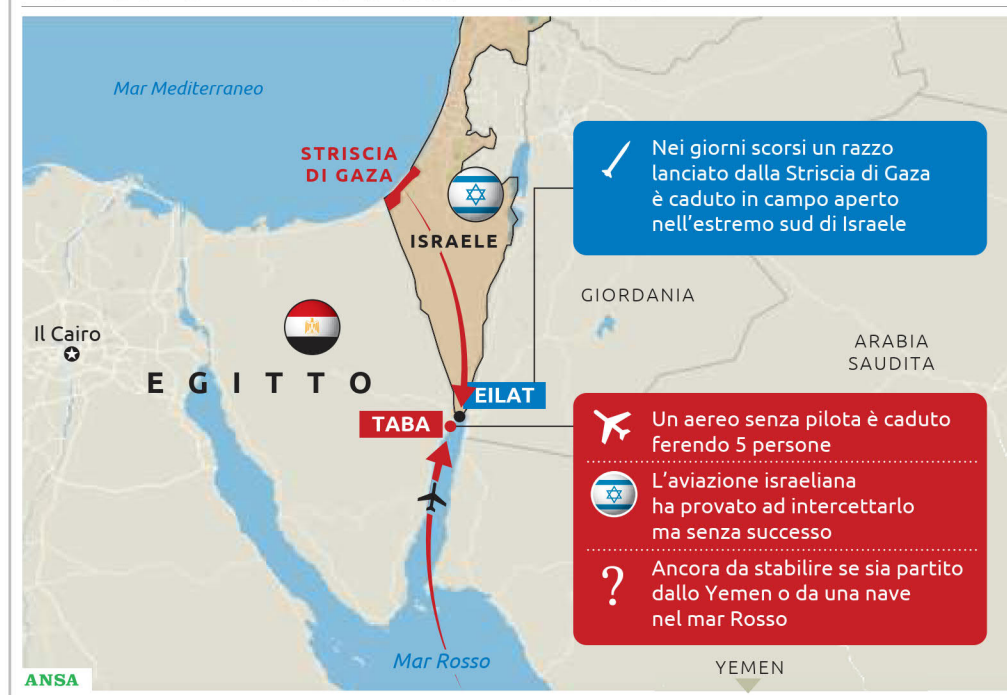 Mar Mediterraneo
STRISCIA
DI GAZA
ISRAELE
Nei giorni scorsi un razzo
lanciato dalla Striscia di Gaza
è caduto in campo aperto
nell'estremo sud di Israele
GIORDANIA
Il Cairo
ARABIA
SAUDITA
EGITTO
EILAT
TABA
Un aereo senza pilota è caduto
ferendo 5 persone
L'aviazione israeliana
ha provato ad intercettarlo
ma senza successo
?
Ancora da stabilire se sia partito
dallo Yemen o da una nave
nel mar Rosso
Mar Rosso
YEMEN
ANSA